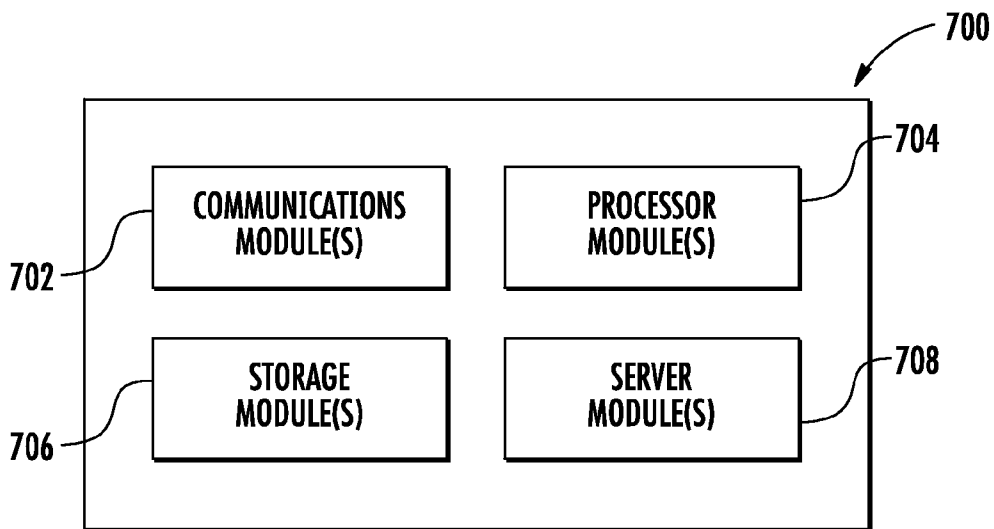 700
704
COMMUNICATIONS
MODULE(S)
PROCESSOR
MODULE(S)
702
STORAGE
MODULE(S)
SERVER
MODULE(S)
708
706